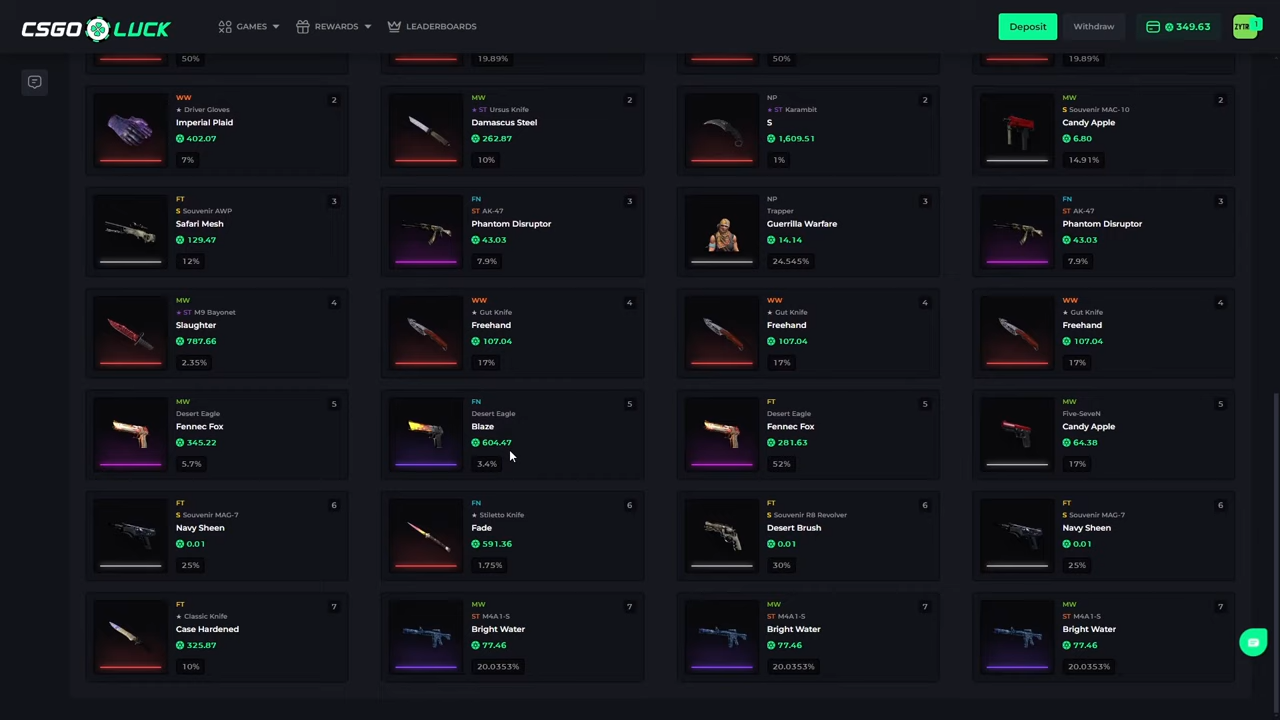 CSGO LUCK
GAMES
REWARDS
LEADERBOARDS
Deposit
Withdraw
349.63
ZYTR
1
50%
19.89%
50%
19.89%
WW
2
★ Driver Gloves
Imperial Plaid
402.07
7%
MW
2
★ ST Ursus Knife
Damascus Steel
262.87
10%
NP
2
★ ST Karambit
S
1,609.51
1%
MW
2
S Souvenir MAC-10
Candy Apple
6.80
14.91%
FT
3
S Souvenir AWP
Safari Mesh
129.47
12%
FN
3
ST AK-47
Phantom Disruptor
43.03
7.9%
NP
3
Trapper
Guerrilla Warfare
14.14
24.545%
FN
3
ST AK-47
Phantom Disruptor
43.03
7.9%
MW
4
★ ST M9 Bayonet
Slaughter
787.66
2.35%
WW
4
★ Gut Knife
Freehand
107.04
17%
WW
4
★ Gut Knife
Freehand
107.04
17%
WW
4
★ Gut Knife
Freehand
107.04
17%
MW
5
Desert Eagle
Fennec Fox
345.22
5.7%
FN
5
Desert Eagle
Blaze
604.47
3.4%
FT
5
Desert Eagle
Fennec Fox
281.63
52%
MW
5
Five-SeveN
Candy Apple
64.38
17%
FT
6
S Souvenir MAG-7
Navy Sheen
0.01
25%
FN
6
★ Stiletto Knife
Fade
591.36
1.75%
FT
6
S Souvenir R8 Revolver
Desert Brush
0.01
30%
FT
6
S Souvenir MAG-7
Navy Sheen
0.01
25%
FT
7
★ Classic Knife
Case Hardened
325.87
10%
MW
7
ST M4A1-S
Bright Water
77.46
20.0353%
MW
7
ST M4A1-S
Bright Water
77.46
20.0353%
MW
7
ST M4A1-S
Bright Water
77.46
20.0353%